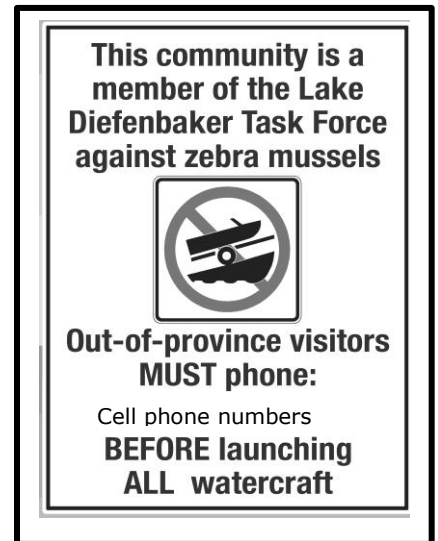 This community is a
member of the Lake
Diefenbaker Task Force
against zebra mussels
Out-of-province visitors
MUST phone:
Cell phone numbers
BEFORE launching
ALL watercraft